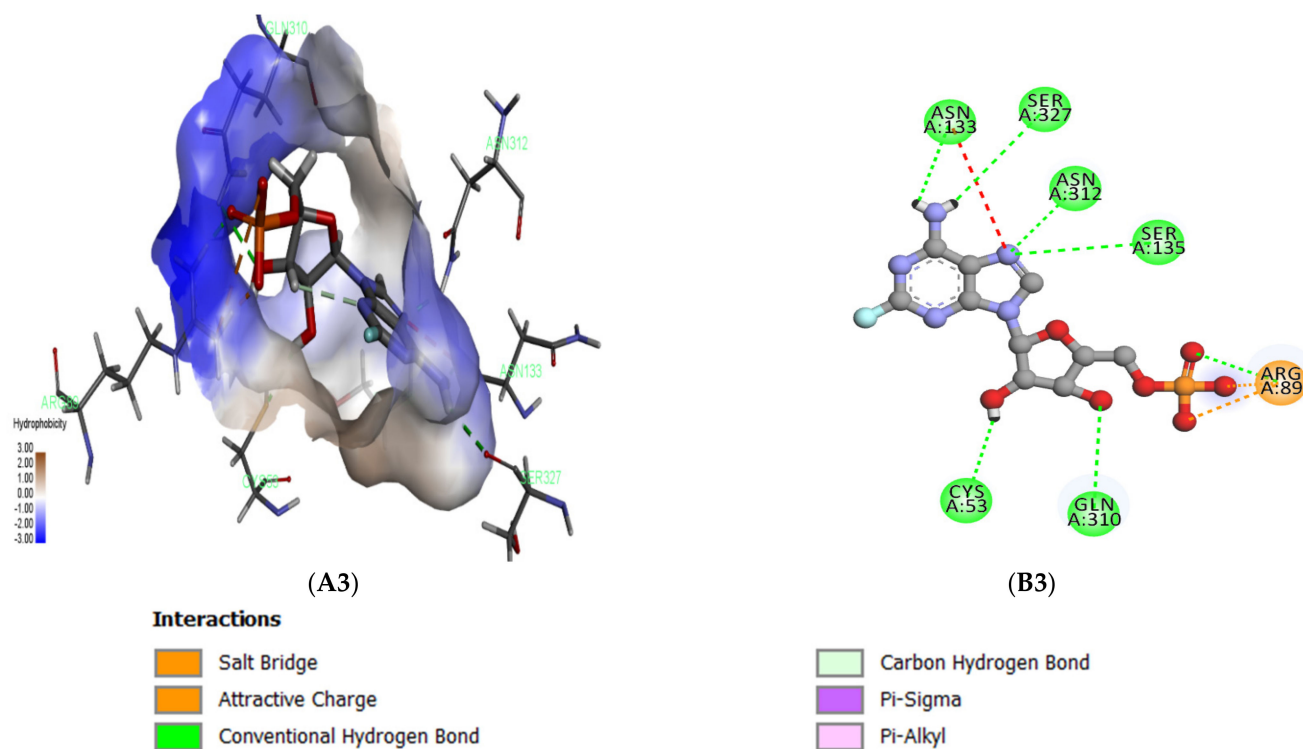 GLN310
ASN312
ARG89
ASN133
CYS53
SER327
Hydrophobicity
3.00
2.00
1.00
0.00
-1.00
-2.00
-3.00
ASN
A:133
SER
A:327
ASN
A:312
SER
A:135
ARG
A:89
CYS
A:53
GLN
A:310
(A3)
(B3)
Interactions
Salt Bridge
Attractive Charge
Conventional Hydrogen Bond
Carbon Hydrogen Bond
Pi-Sigma
Pi-Alkyl